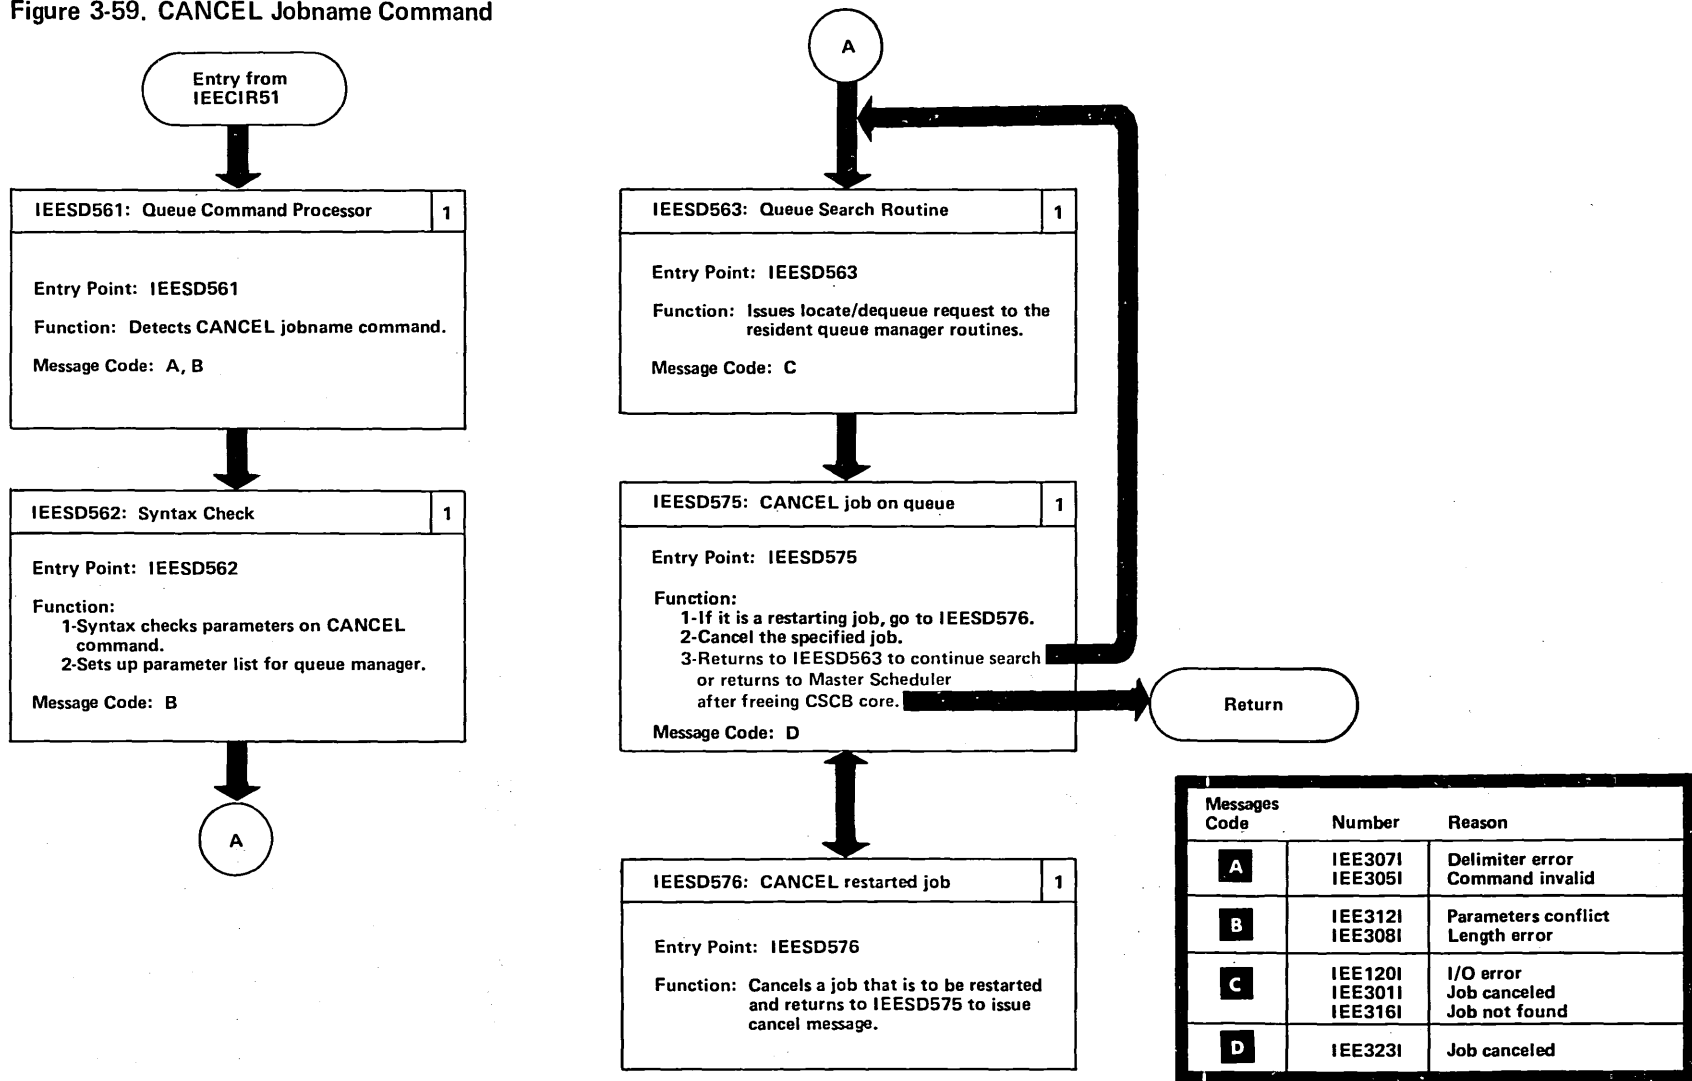 Figure 3-59. CANCEL Jobname Command
Entry from
IEECIR51
IEESD561: Queue Command Processor 1
Entry Point: IEESD561
Function: Detects CANCEL jobname command.
Message Code: A, B
IEESD562: Syntax Check 1
Entry Point: IEESD562
Function:
1-Syntax checks parameters on CANCEL
command.
2-Sets up parameter list for queue manager.
Message Code: B
A
A
IEESD563: Queue Search Routine 1
Entry Point: IEESD563
Function: Issues locate/dequeue request to the
resident queue manager routines.
Message Code: C
IEESD575: CANCEL job on queue 1
Entry Point: IEESD575
Function:
1-If it is a restarting job, go to IEESD576.
2-Cancel the specified job.
3-Returns to IEESD563 to continue search
or returns to Master Scheduler
after freeing CSCB core.
Message Code: D
Return
IEESD576: CANCEL restarted job 1
Entry Point: IEESD576
Function: Cancels a job that is to be restarted
and returns to IEESD575 to issue
cancel message.
Messages
Code Number Reason
A IEE307I Delimiter error
IEE305I Command invalid
B IEE312I Parameters conflict
IEE308I Length error
C IEE120I I/O error
IEE301I Job canceled
IEE316I Job not found
D IEE323I Job canceled